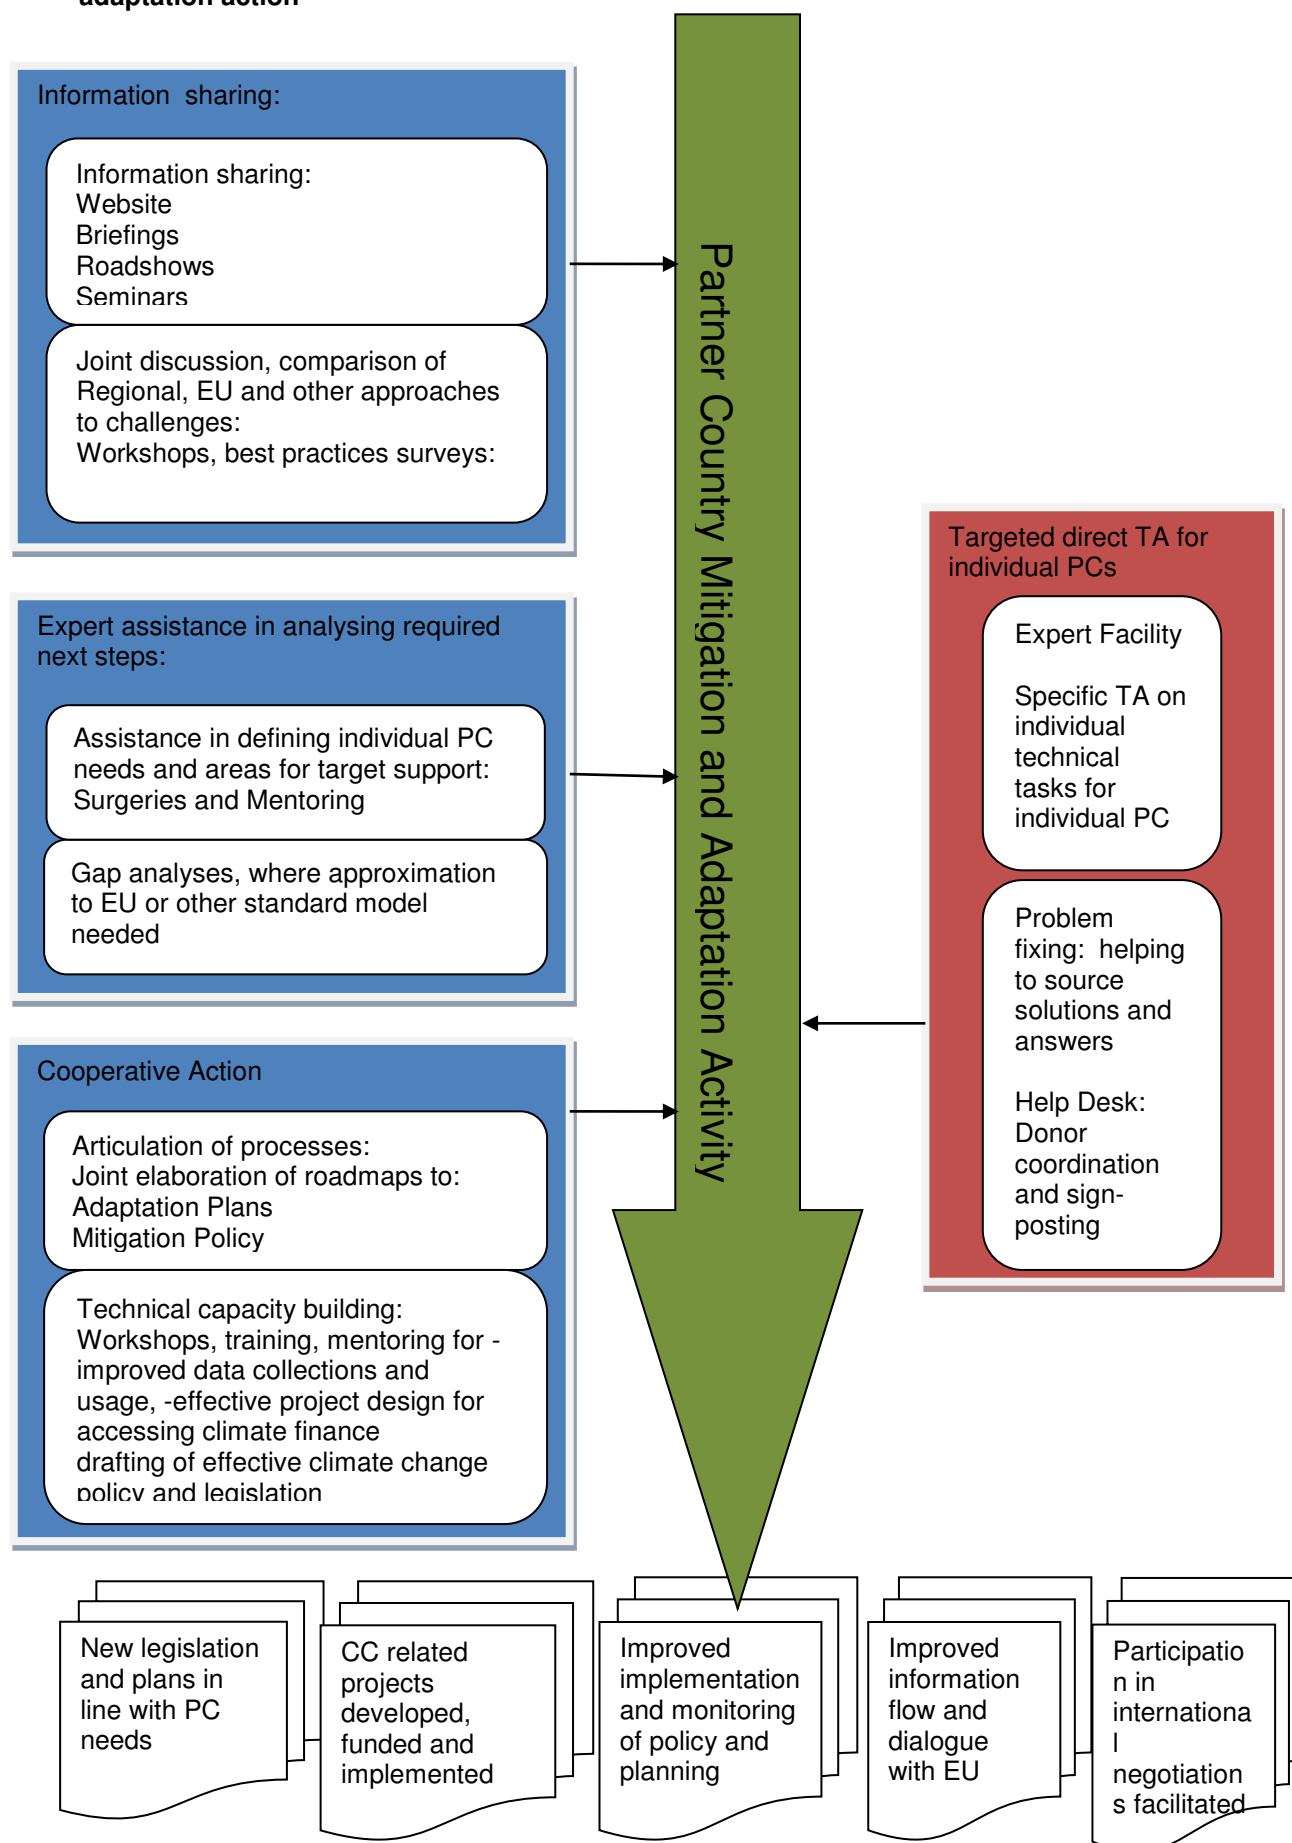 adaptation action
Information  sharing:
Information sharing:
Website
Briefings
Roadshows
Seminars
Joint discussion, comparison of
Regional, EU and other approaches
to challenges:
Workshops, best practices surveys:
Expert assistance in analysing required
next steps:
Assistance in defining individual PC
needs and areas for target support:
Surgeries and Mentoring
Gap analyses, where approximation
to EU or other standard model
needed
Cooperative Action
Articulation of processes:
Joint elaboration of roadmaps to:
Adaptation Plans
Mitigation Policy
Technical capacity building:
Workshops, training, mentoring for -
improved data collections and
usage, -effective project design for
accessing climate finance
drafting of effective climate change
policy and legislation
Partner Country Mitigation and Adaptation Activity
Targeted direct TA for
individual PCs
Expert Facility
Specific TA on
individual
technical
tasks for
individual PC
Problem
fixing:  helping
to source
solutions and
answers
Help Desk:
Donor
coordination
and sign-
posting
New legislation
and plans in
line with PC
needs
CC related
projects
developed,
funded and
implemented
Improved
implementation
and monitoring
of policy and
planning
Improved
information
flow and
dialogue
with EU
Participatio
n in
internationa
l
negotiation
s facilitated